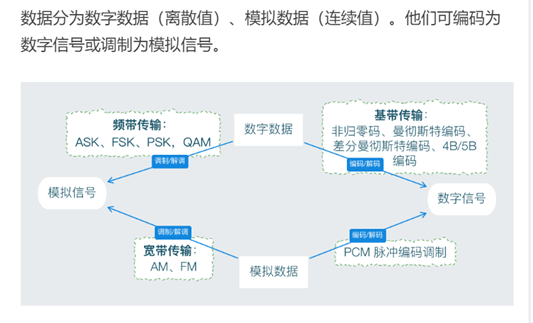 数据分为数字数据（离散值）、模拟数据（连续值）。他们可编码为
数字信号或调制为模拟信号。
频带传输：
ASK、FSK、PSK，QAM
数字数据
基带传输：
非归零码、曼彻斯特编码、
差分曼彻斯特编码、4B/5B
编码
调制/解调
编码/解码
模拟信号
数字信号
调制/解调
编码/解码
宽带传输：
AM、FM
模拟数据
PCM 脉冲编码调制